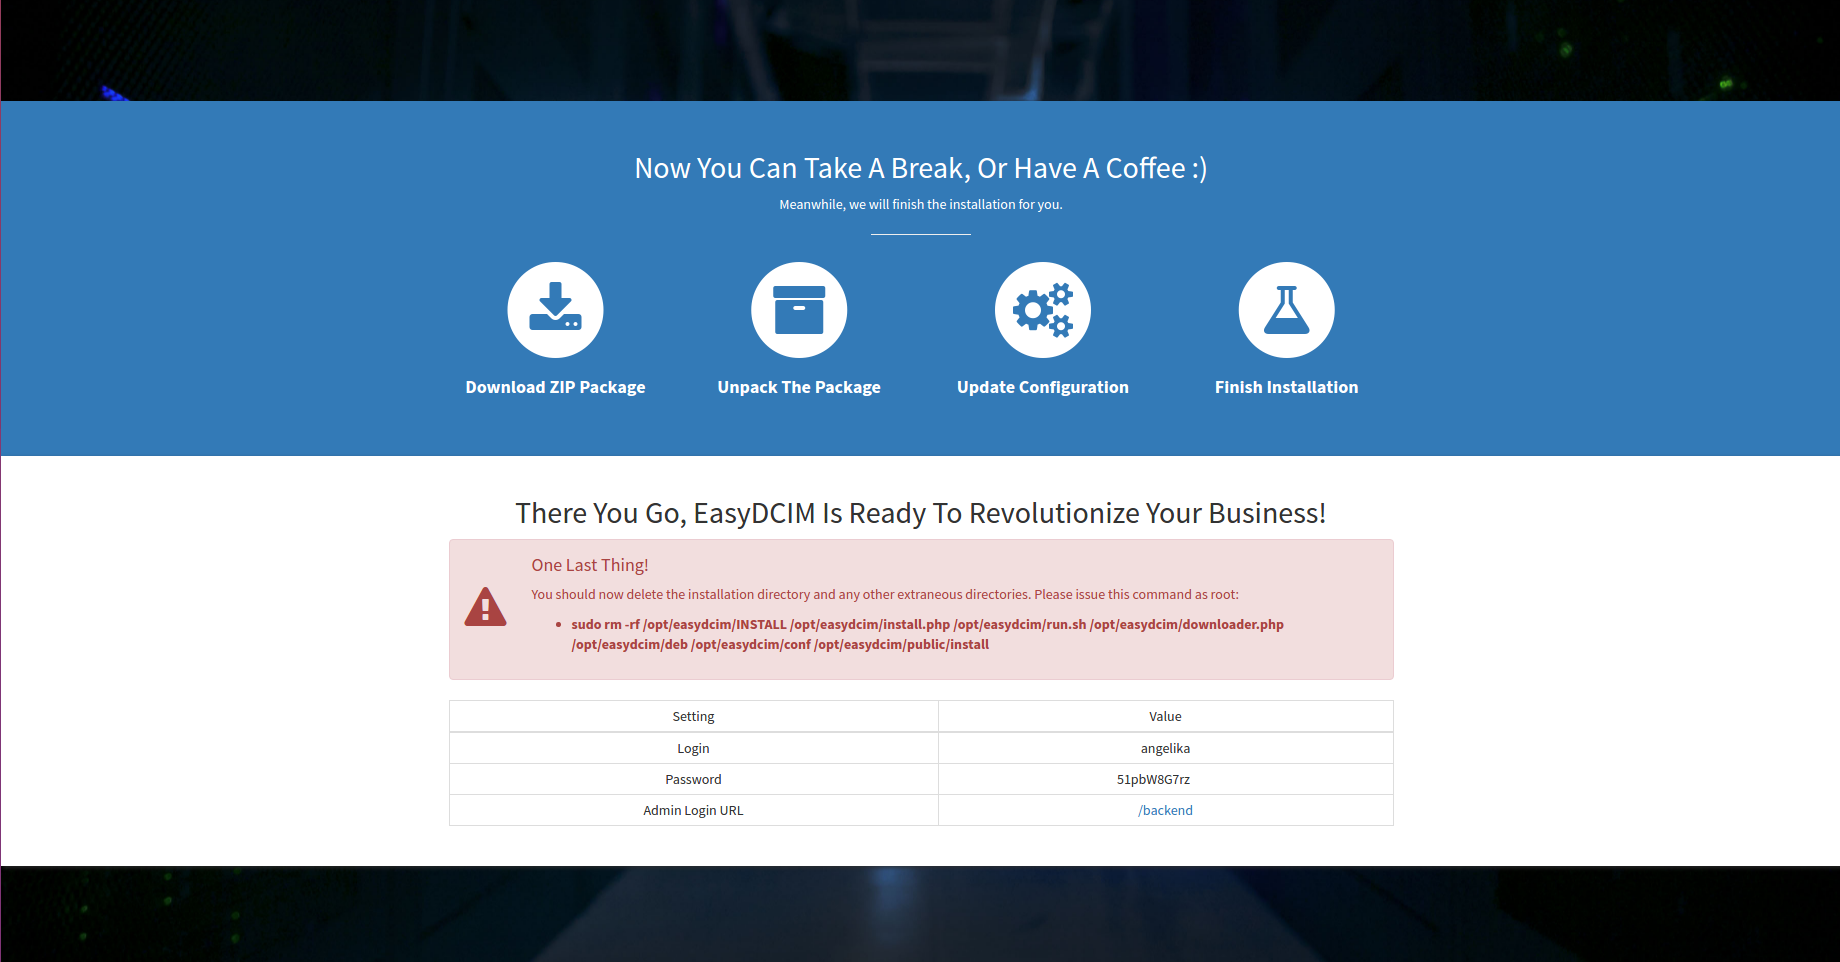 Now You Can Take A Break, Or Have A Coffee :)
Meanwhile, we will finish the installation for you.
Download ZIP Package
Unpack The Package
Update Configuration
Finish Installation
There You Go, EasyDCIM Is Ready To Revolutionize Your Business!
One Last Thing!
You should now delete the installation directory and any other extraneous directories. Please issue this command as root:
sudo rm -rf /opt/easydcim/INSTALL /opt/easydcim/install.php /opt/easydcim/run.sh /opt/easydcim/downloader.php
/opt/easydcim/deb /opt/easydcim/conf /opt/easydcim/public/install
Setting Value
Login angelika
Password 51pbW8G7rz
Admin Login URL /backend